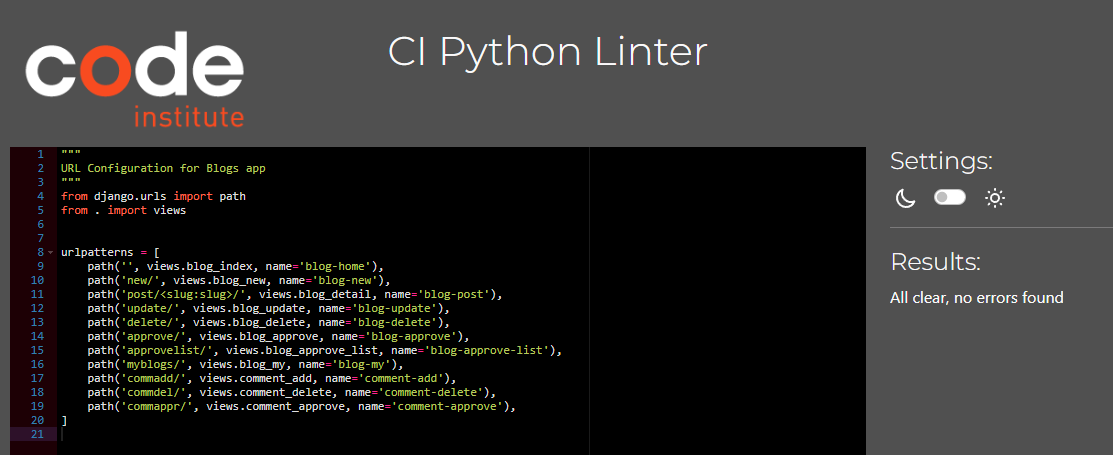 code
institute
CI Python Linter
1 """
2 URL Configuration for Blogs app
3 """
4 from django.urls import path
5 from . import views
6
7
8 urlpatterns = [
9     path('', views.blog_index, name='blog-home'),
10     path('new/', views.blog_new, name='blog-new'),
11     path('post/<slug:slug>/', views.blog_detail, name='blog-post'),
12     path('update/', views.blog_update, name='blog-update'),
13     path('delete/', views.blog_delete, name='blog-delete'),
14     path('approve/', views.blog_approve, name='blog-approve'),
15     path('approvelist/', views.blog_approve_list, name='blog-approve-list'),
16     path('myblogs/', views.blog_my, name='blog-my'),
17     path('commadd/', views.comment_add, name='comment-add'),
18     path('commdel/', views.comment_delete, name='comment-delete'),
19     path('commappr/', views.comment_approve, name='comment-approve'),
20 ]
21
Settings:
Results:
All clear, no errors found